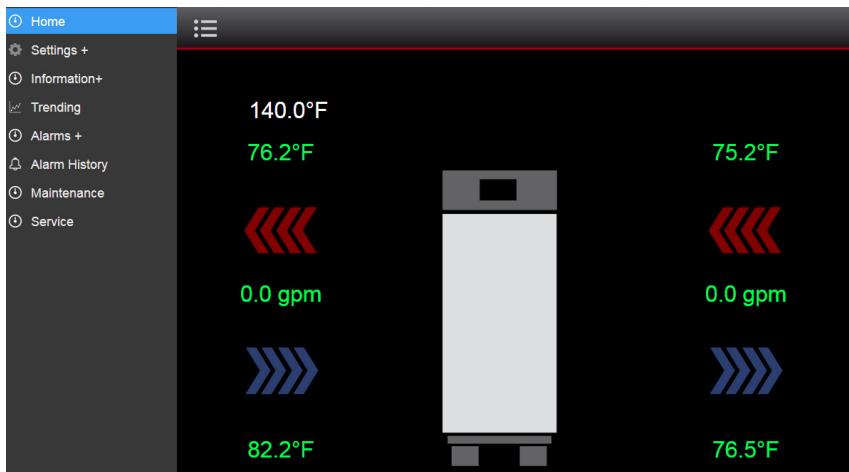 Home
Settings +
Information+
Trending
Alarms +
Alarm History
Maintenance
Service
140.0°F
76.2°F
75.2°F
0.0 gpm
0.0 gpm
82.2°F
76.5°F